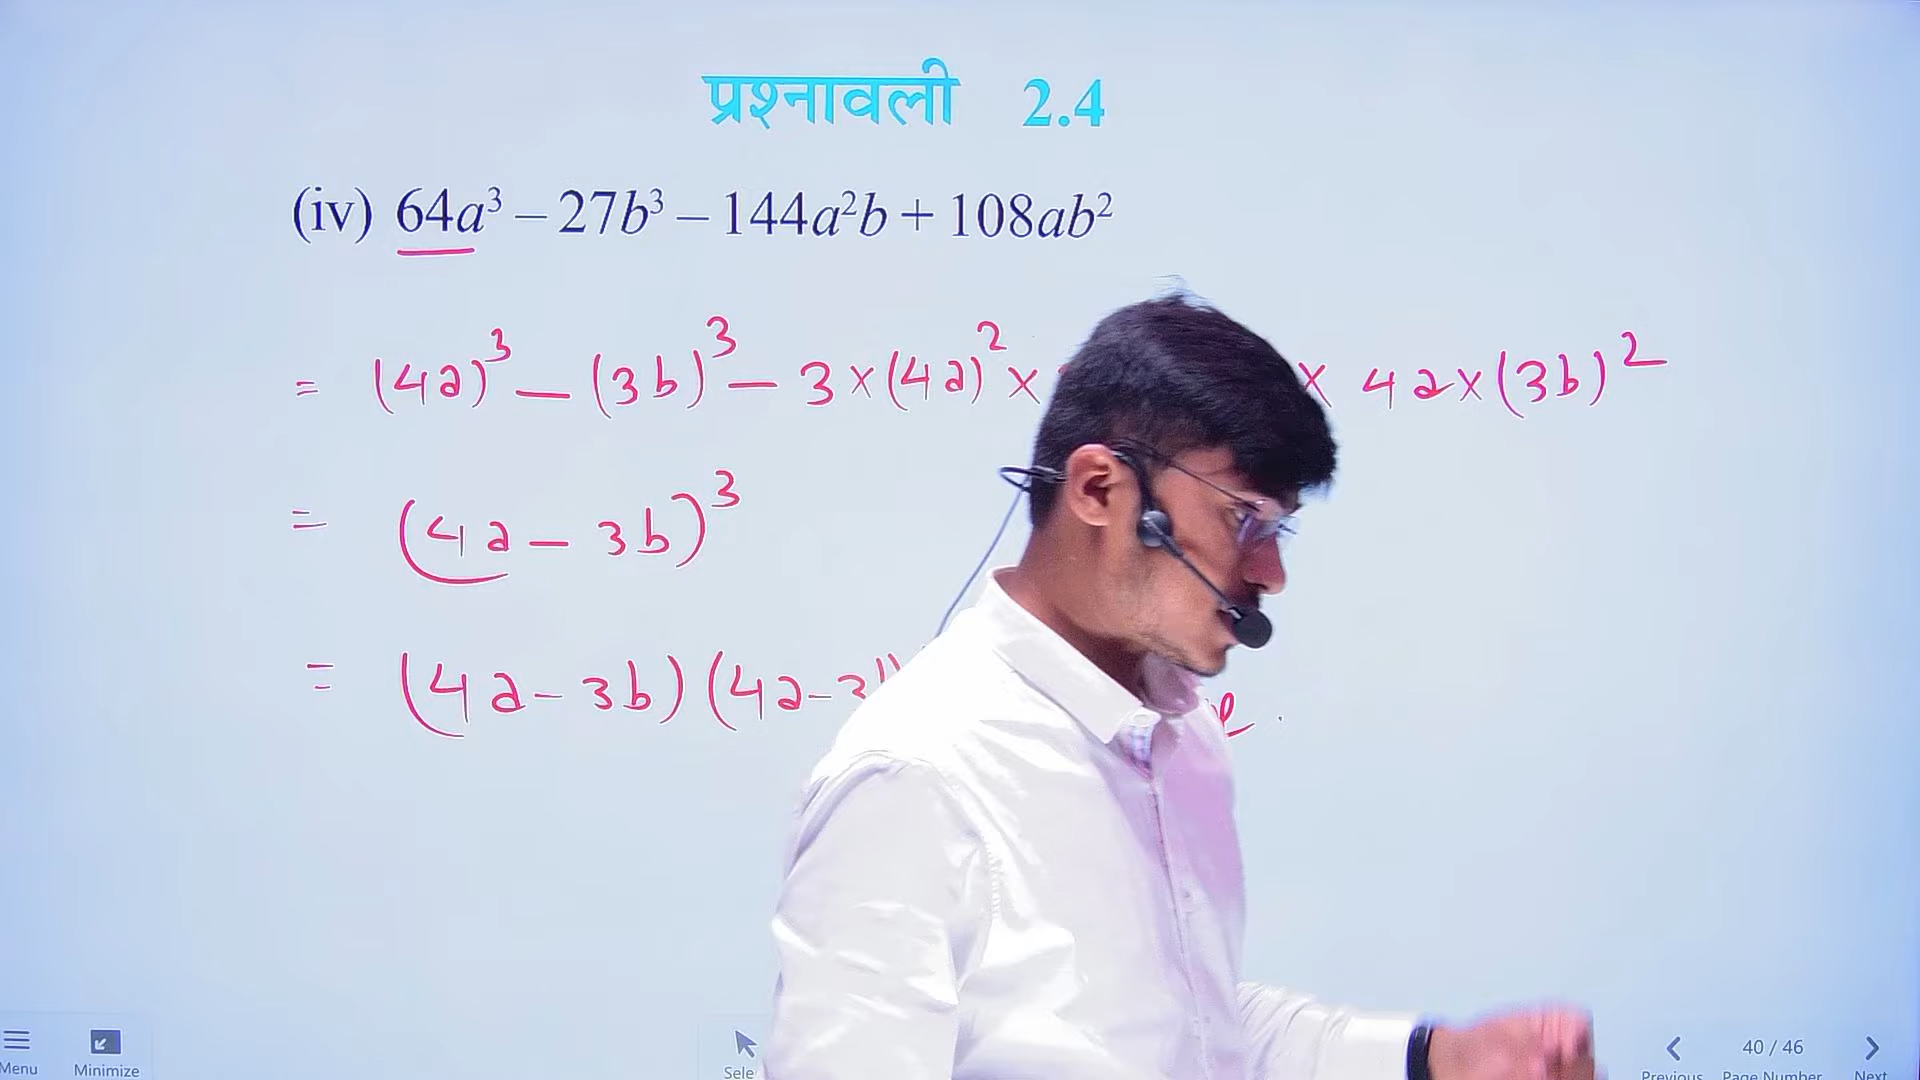 प्रश्नावली 2.4
(iv) 64a³ – 27b³ – 144a²b + 108ab²
= (4a)³ – (3b)³ – 3 × (4a)² × × 4a × (3b)²
= (4a – 3b)³
= (4a – 3b) (4a – 3
Menu Minimize Sele 40 / 46 Previous Page Number Next